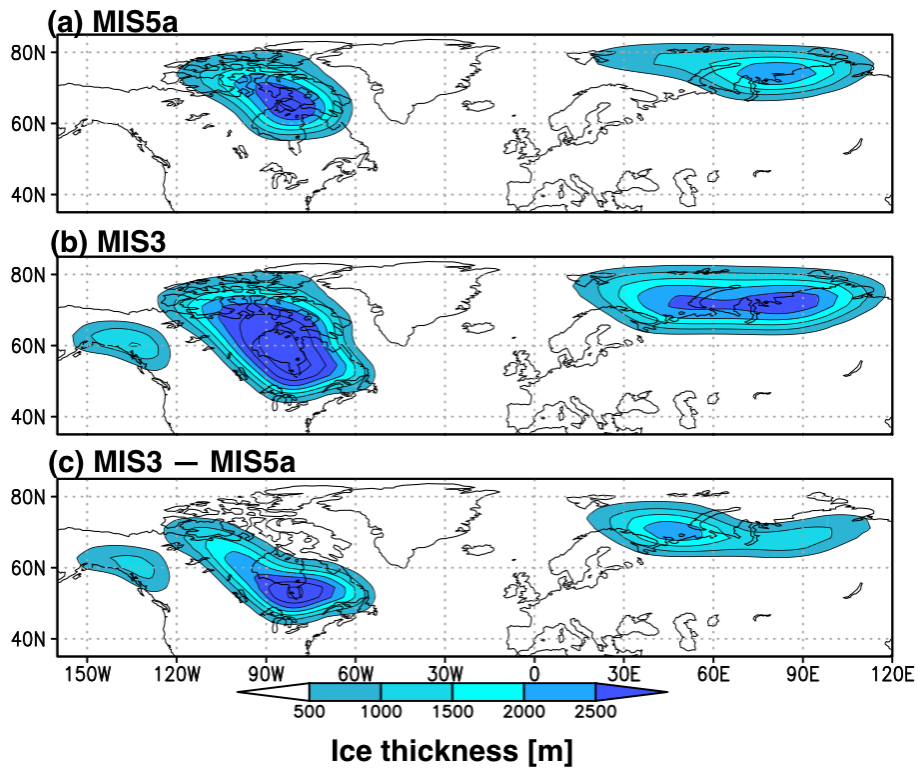 (a) MIS5a
80N
60N
40N
(b) MIS3
80N
60N
40N
(c) MIS3 — MIS5a
80N
60N
40N
150W 120W 90W 60W 30W 0 30E 60E 90E 120E
500 1000 1500 2000 2500
Ice thickness [m]